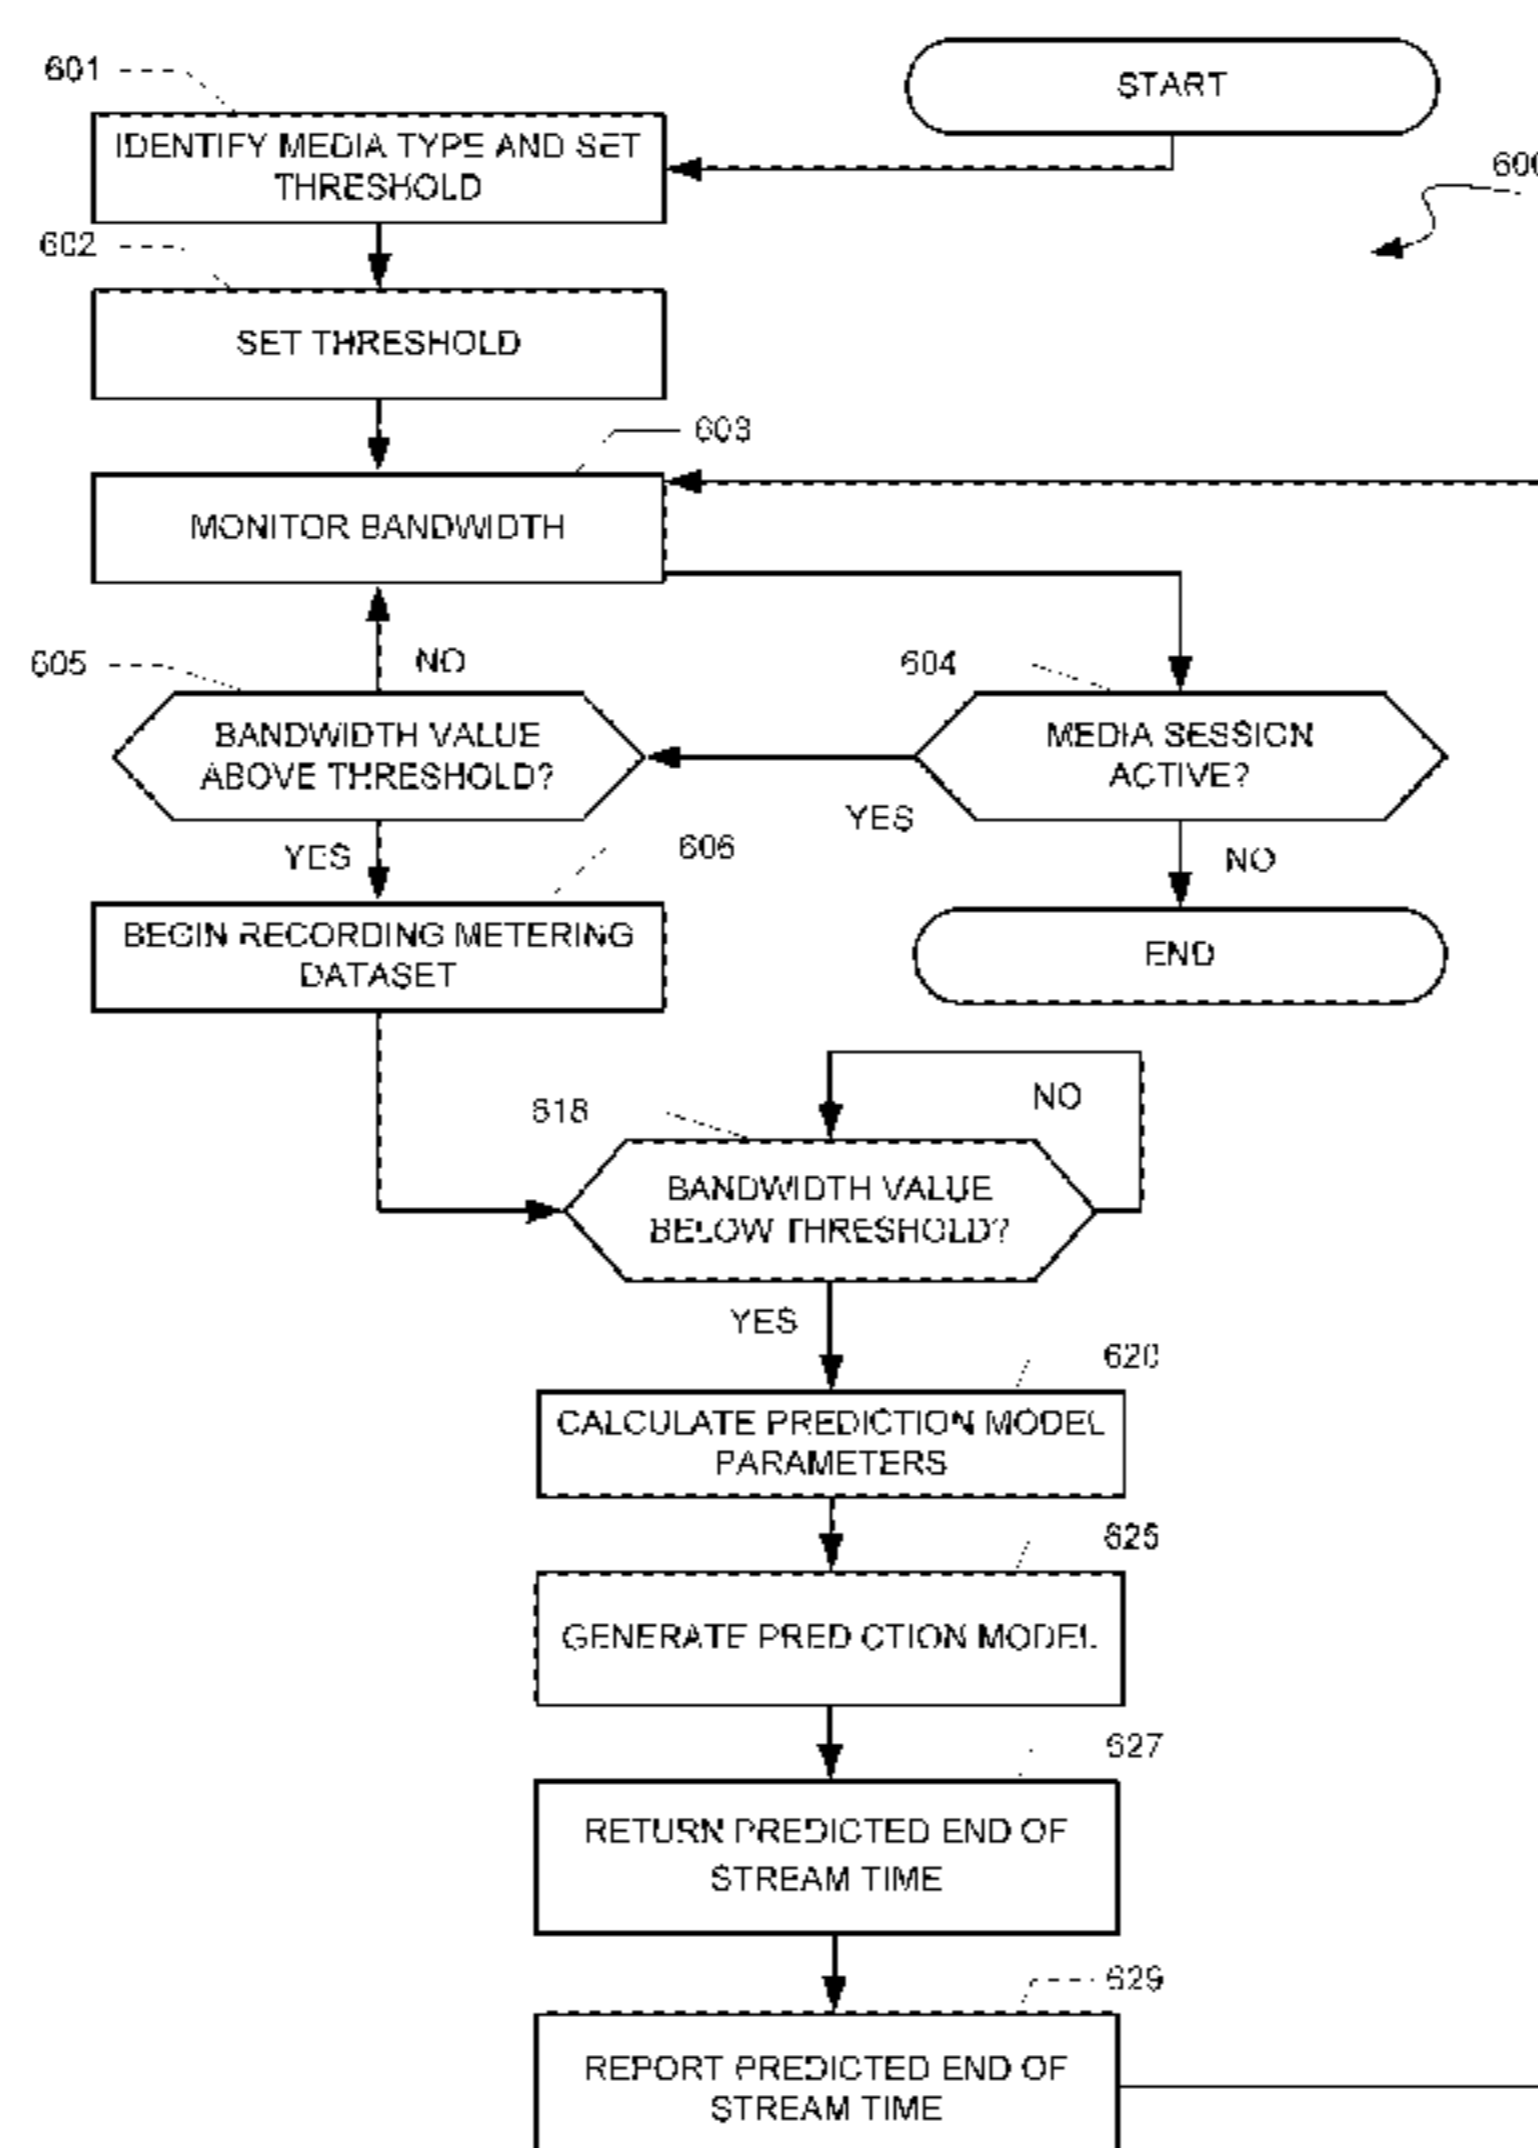 START
601
IDENTIFY MEDIA TYPE AND SET
THRESHOLD
600
602
SET THRESHOLD
603
MONITOR BANDWIDTH
605
NO
604
BANDWIDTH VALUE
ABOVE THRESHOLD?
MEDIA SESSION
ACTIVE?
YES
YES
606
NO
BEGIN RECORDING METERING
DATASET
END
NO
618
BANDWIDTH VALUE
BELOW THRESHOLD?
YES
620
CALCULATE PREDICTION MODEL
PARAMETERS
625
GENERATE PREDICTION MODEL
627
RETURN PREDICTED END OF
STREAM TIME
629
REPORT PREDICTED END OF
STREAM TIME